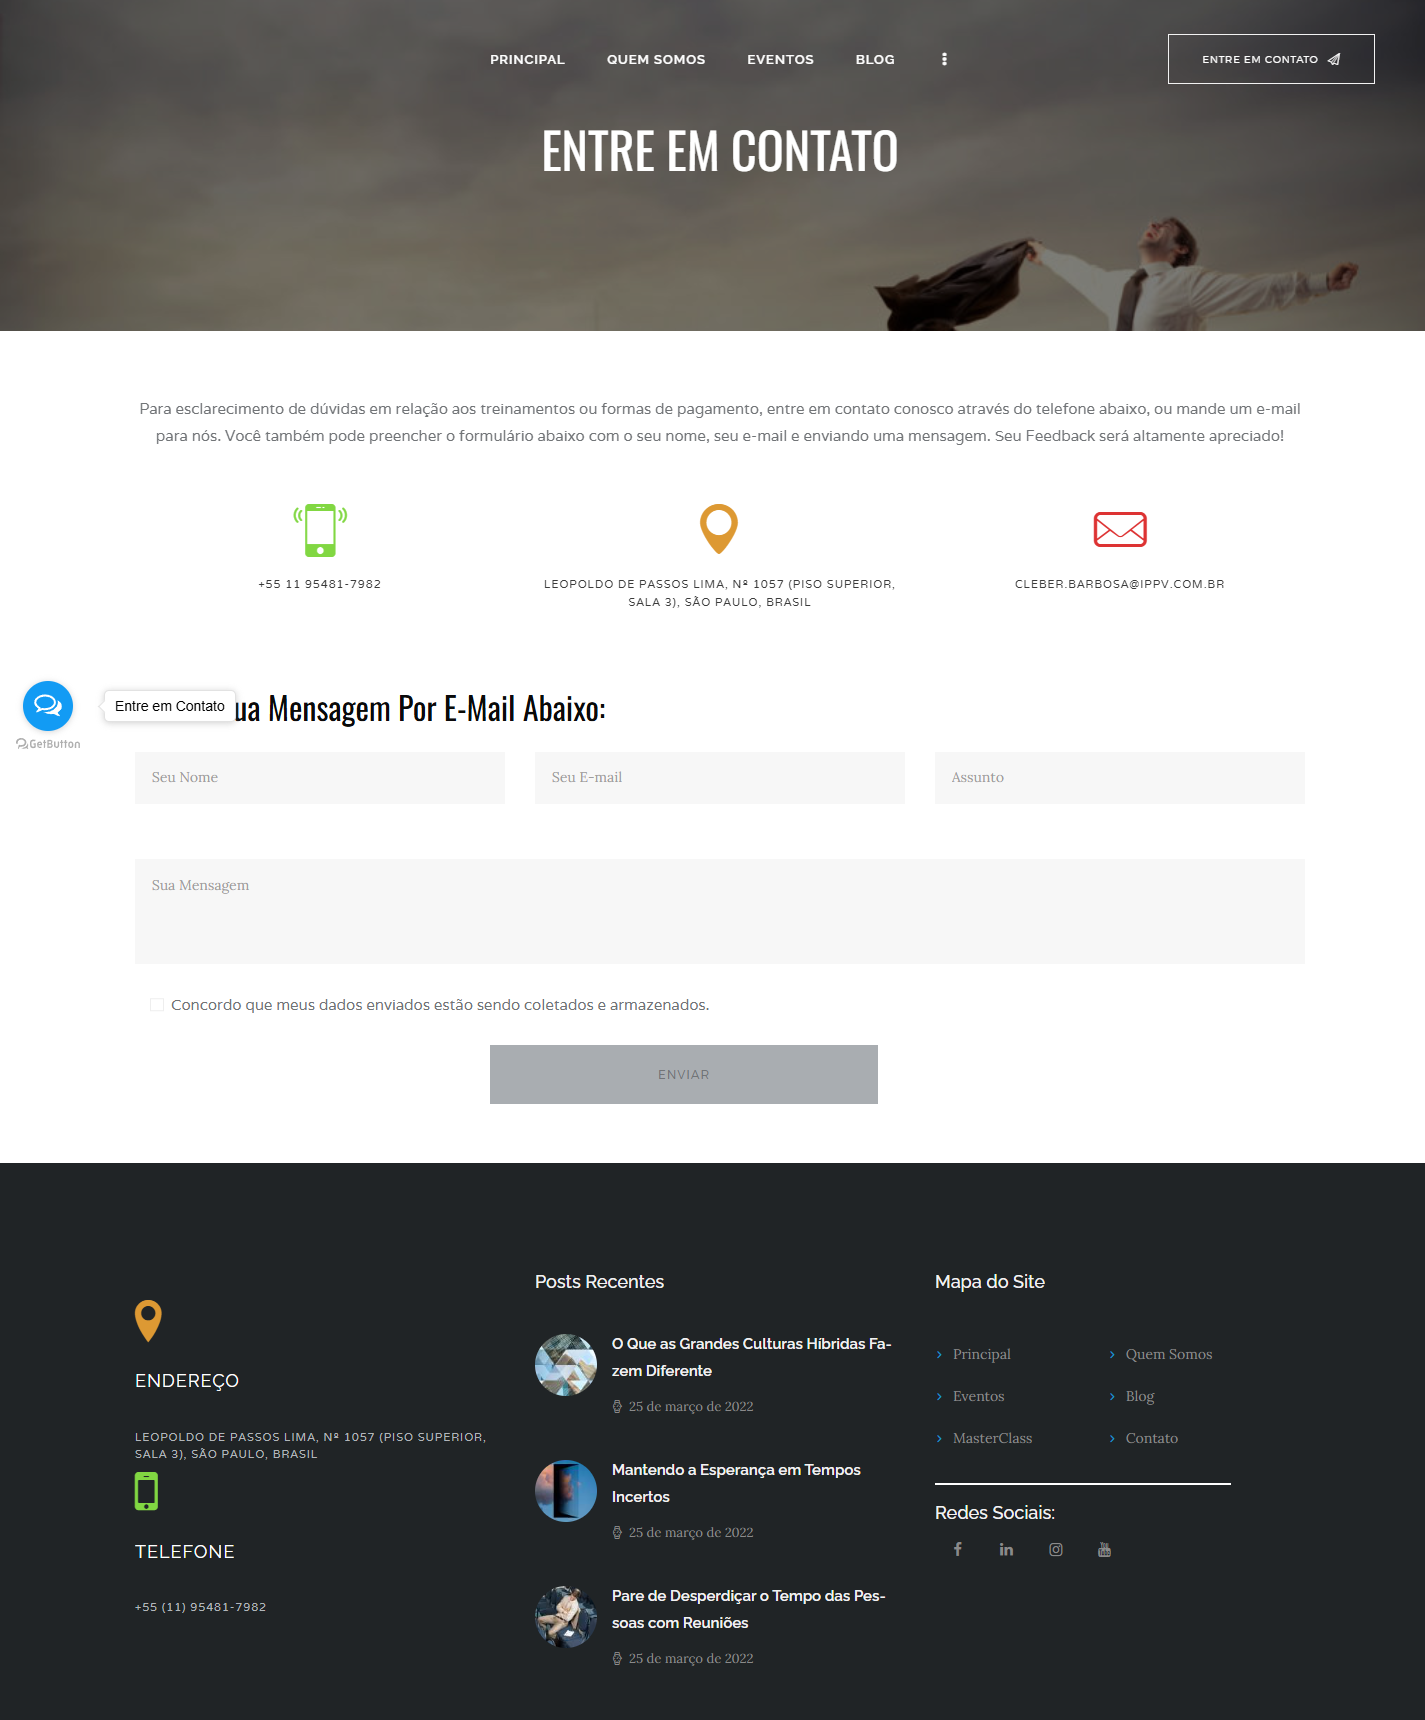 PRINCIPAL QUEM SOMOS EVENTOS BLOG ENTRE EM CONTATO
ENTRE EM CONTATO
Para esclarecimento de dúvidas em relação aos treinamentos ou formas de pagamento, entre em contato conosco através do telefone abaixo, ou mande um e-mail
para nós. Você também pode preencher o formulário abaixo com o seu nome, seu e-mail e enviando uma mensagem. Seu Feedback será altamente apreciado!
+55 11 95481-7982
LEOPOLDO DE PASSOS LIMA, Nº 1057 (PISO SUPERIOR,
SALA 3), SÃO PAULO, BRASIL
CLEBER.BARBOSA@IPPV.COM.BR
Entre em Contato
ua Mensagem Por E-Mail Abaixo:
GetButton
Seu Nome
Seu E-mail
Assunto
Sua Mensagem
Concordo que meus dados enviados estão sendo coletados e armazenados.
ENVIAR
ENDEREÇO
LEOPOLDO DE PASSOS LIMA, Nº 1057 (PISO SUPERIOR,
SALA 3), SÃO PAULO, BRASIL
TELEFONE
+55 (11) 95481-7982
Posts Recentes
O Que as Grandes Culturas Híbridas Fa-
zem Diferente
25 de março de 2022
Mantendo a Esperança em Tempos
Incertos
25 de março de 2022
Pare de Desperdiçar o Tempo das Pes-
soas com Reuniões
25 de março de 2022
Mapa do Site
Principal
Quem Somos
Eventos
Blog
MasterClass
Contato
Redes Sociais: